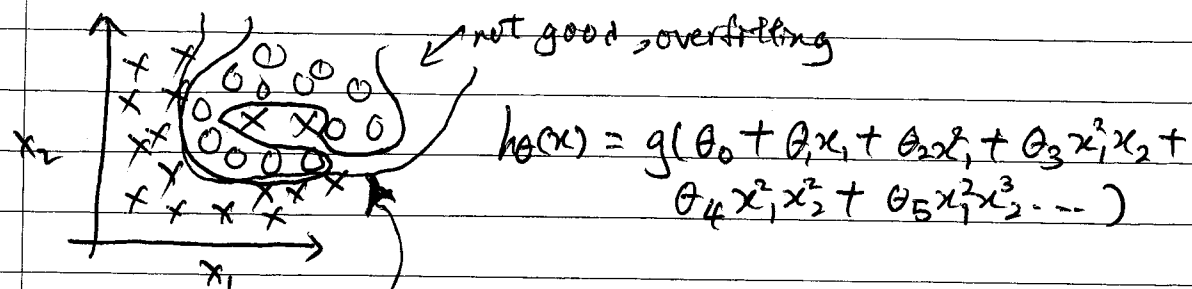 not good, overfitting
x₂
hθ(x) = g(θ₀ + θ₁x₁ + θ₂x₁² + θ₃x₁²x₂ +
θ₄x₁²x₂² + θ₅x₁²x₂³ ....)
x₁